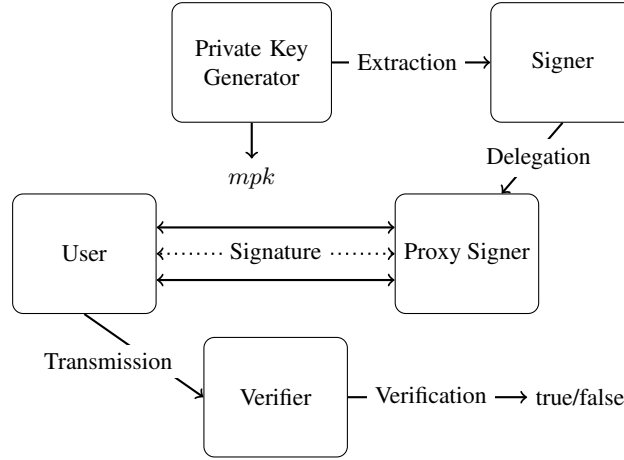 Private Key
Generator
Extraction
Signer
Delegation
mpk
User
Signature
Proxy Signer
Transmission
Verifier
Verification
true/false